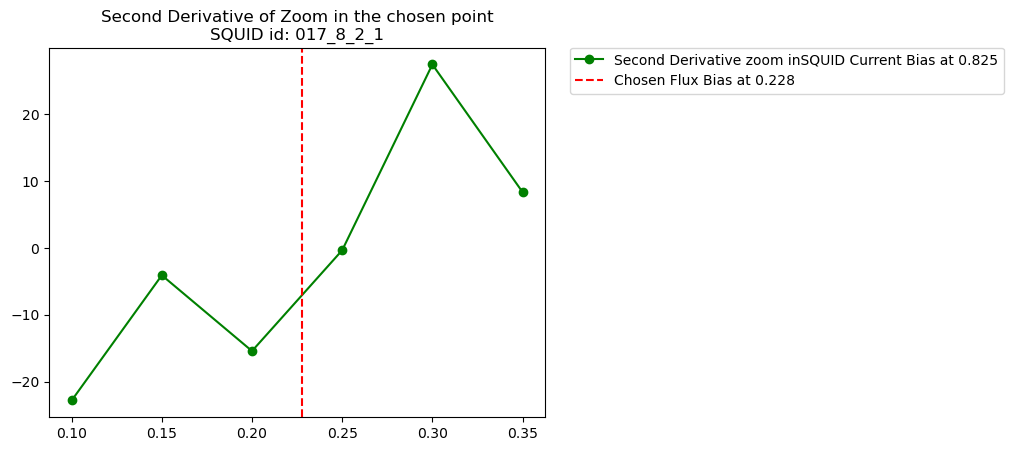 Second Derivative of Zoom in the chosen point
SQUID id: 017_8_2_1
Second Derivative zoom inSQUID Current Bias at 0.825
Chosen Flux Bias at 0.228
20
10
0
−10
−20
0.10 0.15 0.20 0.25 0.30 0.35